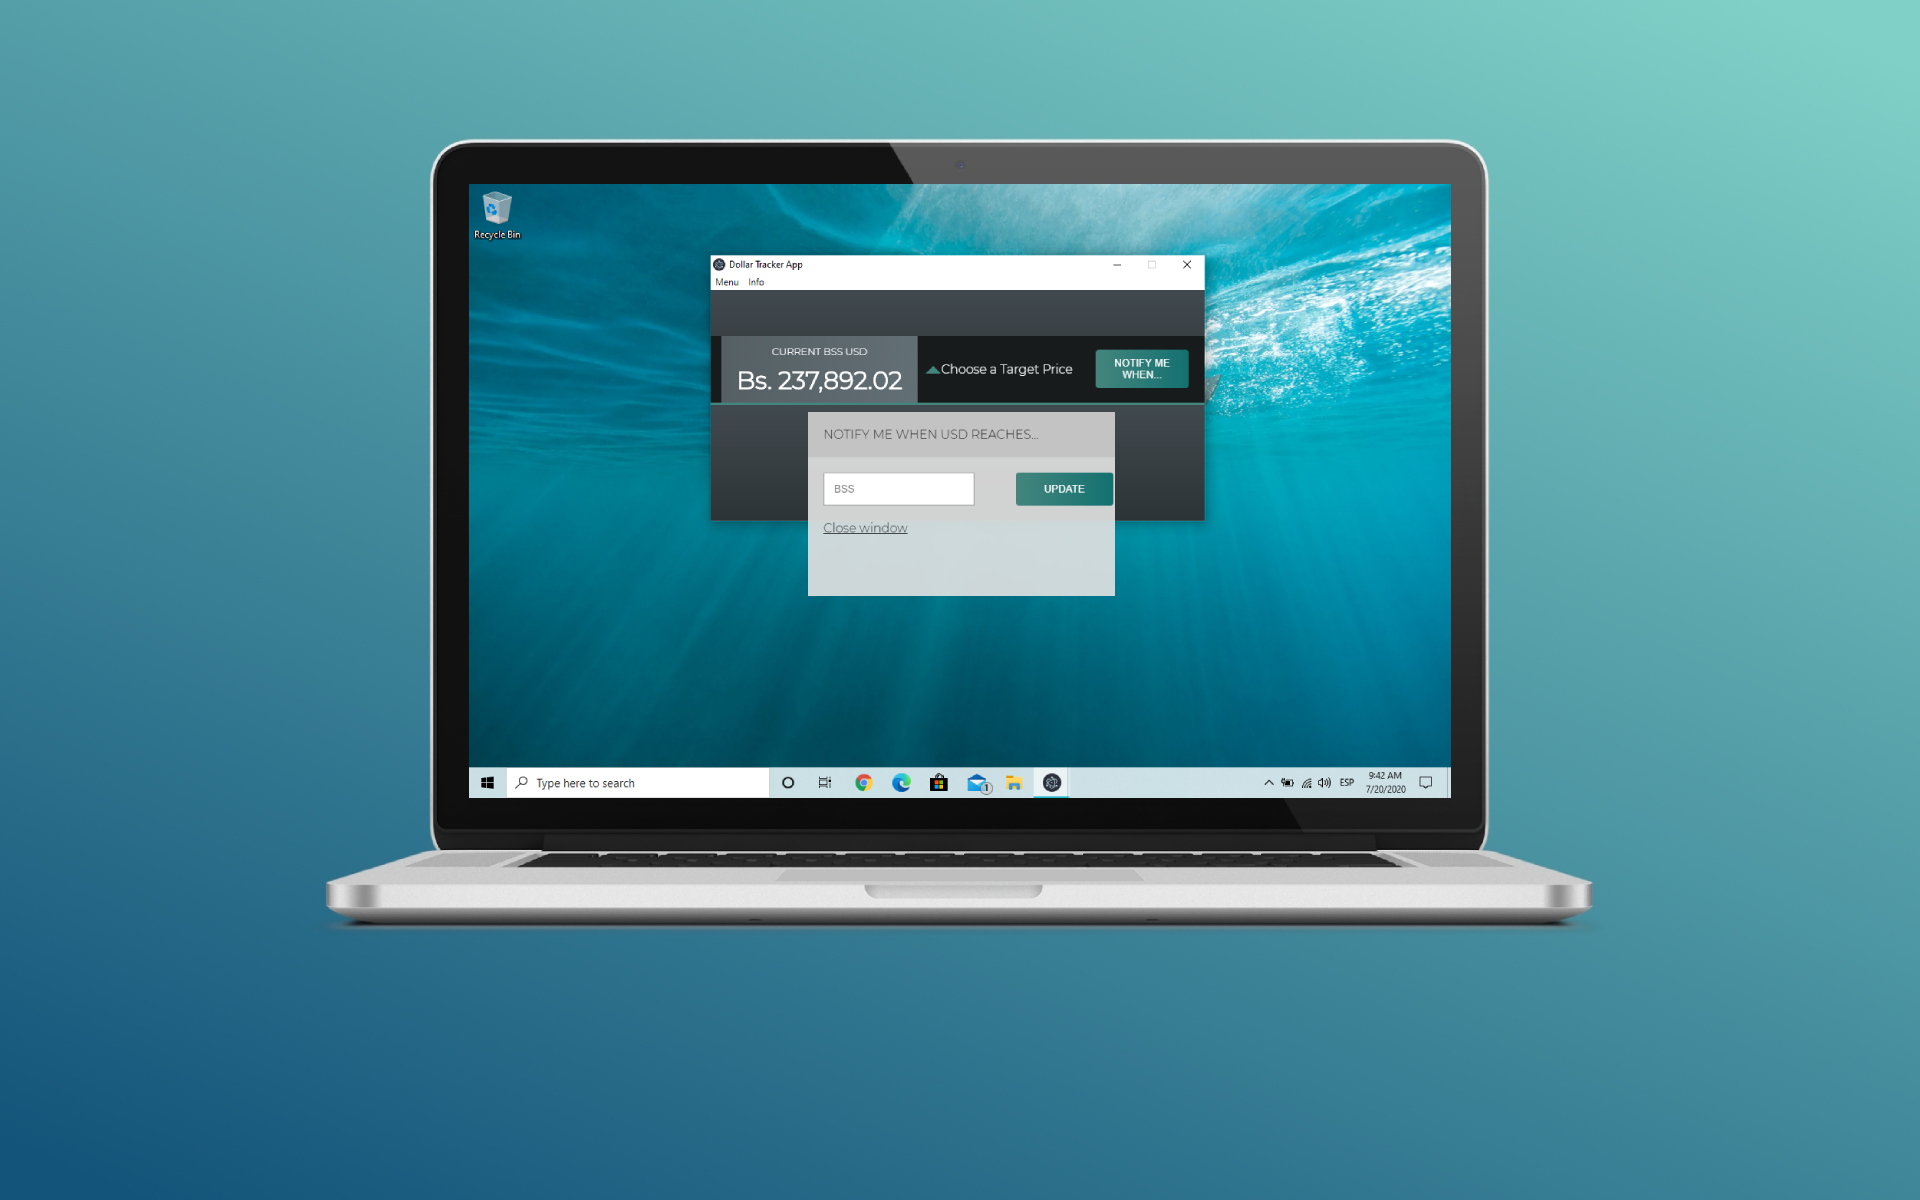 Recycle Bin
Dollar Tracker App
Menu Info
CURRENT BSS USD
Bs. 237,892.02
Choose a Target Price
NOTIFY ME
WHEN...
NOTIFY ME WHEN USD REACHES...
BSS
UPDATE
Close window
Type here to search
1
ESP
9:42 AM
7/20/2020